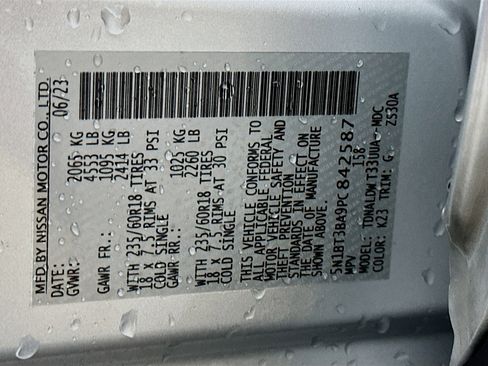 MFD BY NISSAN MOTOR CO., LTD.
DATE: 06/23
GVWR: 2065 KG
4553 LB
GAWR FR.: 1095 KG
2414 LB
WITH 235/60R18 TIRES
18 X 7.5 RIMS AT 33 PSI
COLD SINGLE
GAWR RR.: 1025 KG
2260 LB
WITH 235/60R18 TIRES
18 X 7.5 RIMS AT 30 PSI
COLD SINGLE
THIS VEHICLE CONFORMS TO
ALL APPLICABLE FEDERAL
MOTOR VEHICLE SAFETY AND
THEFT PREVENTION
STANDARDS IN EFFECT ON
THE DATE OF MANUFACTURE
SHOWN ABOVE.
5N1BT3BA9PC842587
MPV 158
MODEL: TDNALDWT33UUA-NDC
COLOR: K23 TRIM: G ZS30A